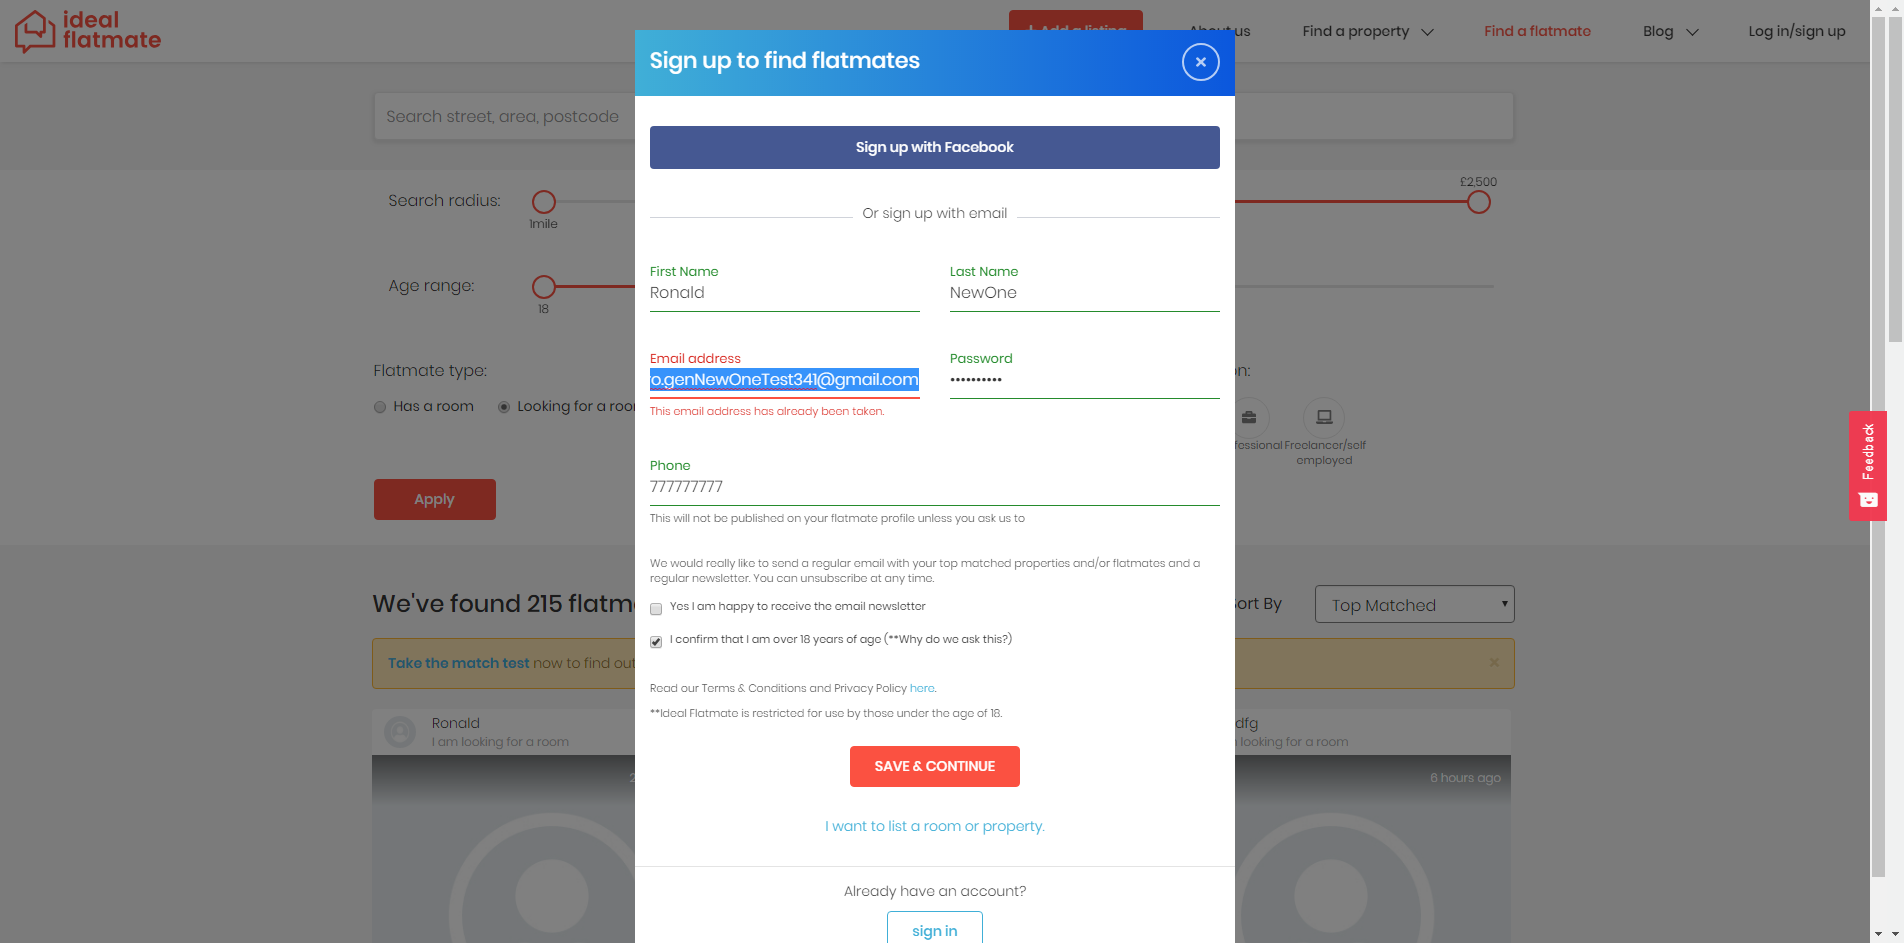 ideal
flatmate
About us
Find a property
Find a flatmate
Blog
Log in/sign up
Sign up to find flatmates
Search street, area, postcode
Sign up with Facebook
Or sign up with email
Search radius:
1mile
£2,500
Age range:
18
First Name
Ronald
Last Name
NewOne
Email address
ro.genNewOneTest341@gmail.com
This email address has already been taken.
Password
••••••••••
Flatmate type:
Has a room
Looking for a roo
on:
fessional
Freelancer/self
employed
Feedback
Phone
777777777
This will not be published on your flatmate profile unless you ask us to
Apply
We would really like to send a regular email with your top matched properties and/or flatmates and a
regular newsletter. You can unsubscribe at any time.
Yes I am happy to receive the email newsletter
I confirm that I am over 18 years of age (**Why do we ask this?)
We've found 215 flatm
ort By
Top Matched
Take the match test now to find out
Read our Terms & Conditions and Privacy Policy here.
**Ideal Flatmate is restricted for use by those under the age of 18.
Ronald
I am looking for a room
dfg
looking for a room
2
6 hours ago
SAVE & CONTINUE
I want to list a room or property.
Already have an account?
sign in